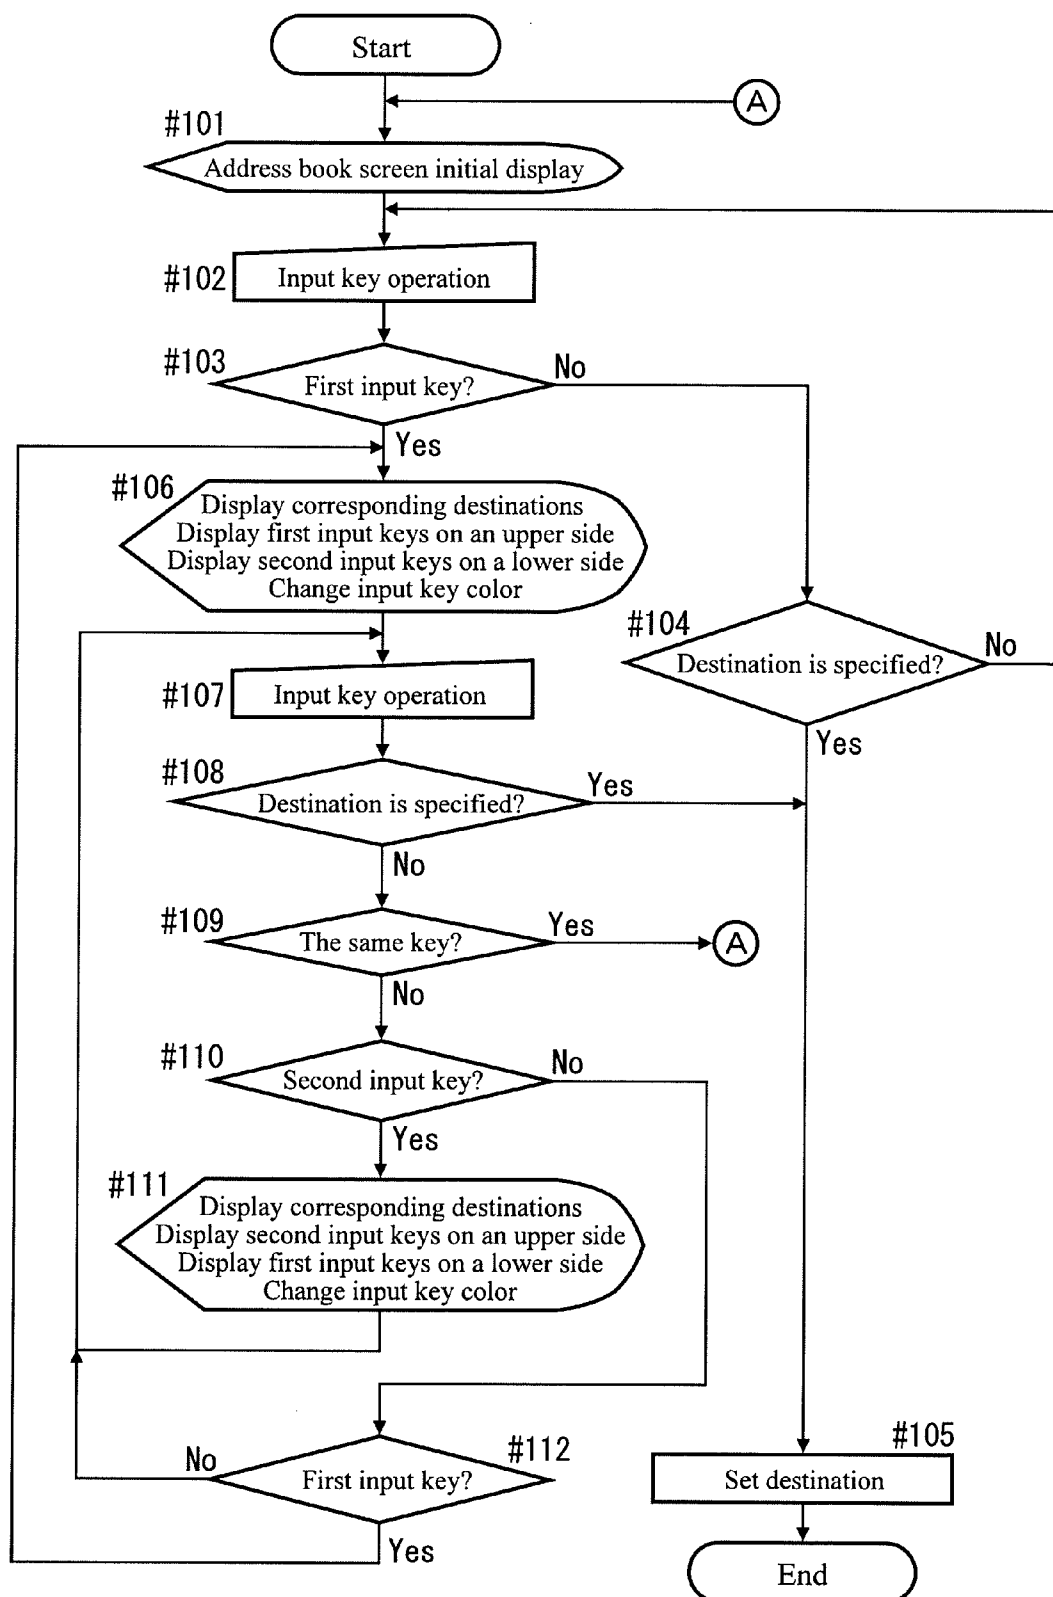 Start
A
#101
Address book screen initial display
#102
Input key operation
#103
First input key?
No
Yes
#106
Display corresponding destinations
Display first input keys on an upper side
Display second input keys on a lower side
Change input key color
#104
Destination is specified?
No
Yes
#107
Input key operation
#108
Destination is specified?
Yes
No
#109
The same key?
Yes
A
No
#110
Second input key?
No
Yes
#111
Display corresponding destinations
Display second input keys on an upper side
Display first input keys on a lower side
Change input key color
#112
First input key?
No
Yes
#105
Set destination
End